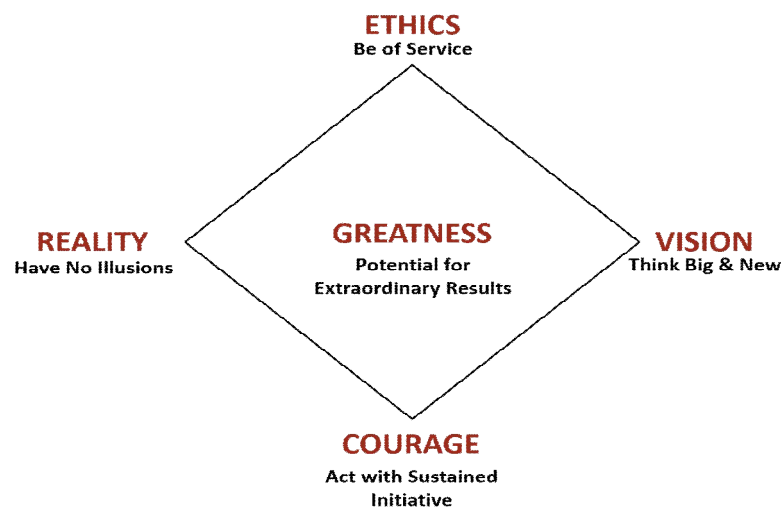 ETHICS
Be of Service
REALITY
Have No Illusions
GREATNESS
Potential for
Extraordinary Results
VISION
Think Big & New
COURAGE
Act with Sustained
Initiative